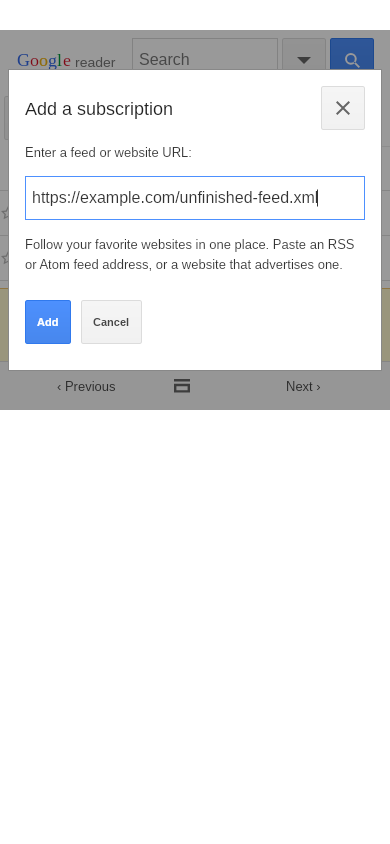 Google reader
Search
Add a subscription
Enter a feed or website URL:
https://example.com/unfinished-feed.xml
Follow your favorite websites in one place. Paste an RSS
or Atom feed address, or a website that advertises one.
Add
Cancel
‹ Previous
Next ›